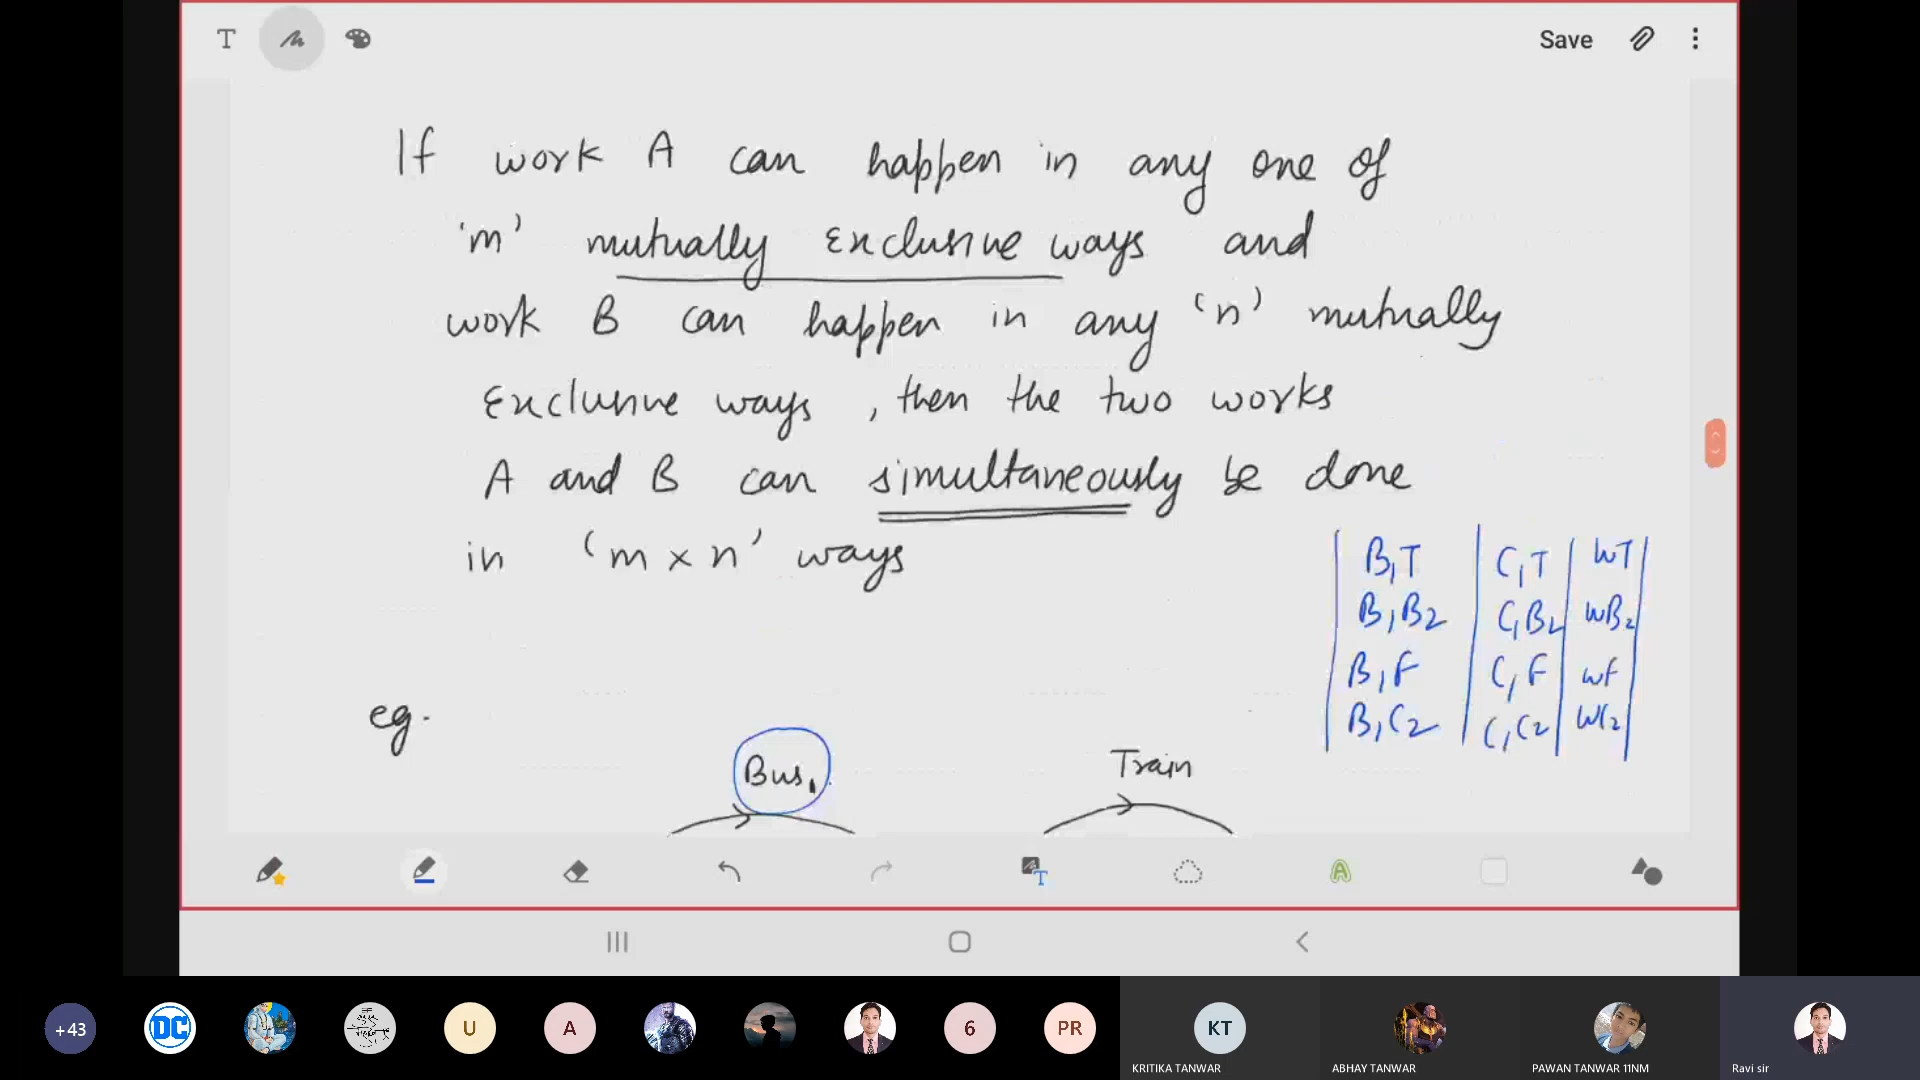 T
Save
If work A can happen in any one of
'm' mutually exclusive ways and
work B can happen in any 'n' mutually
exclusive ways, then the two works
A and B can simultaneously be done
in 'm × n' ways
B₁T C₁T WT
B₁B₂ C₁B₂ WB₂
B₁F C₁F WF
B₁C₂ C₁C₂ WC₂
eg.
Bus₁ Train
T A
+43 DC U A 6 PR KT
KRITIKA TANWAR ABHAY TANWAR PAWAN TANWAR 11NM Ravi sir